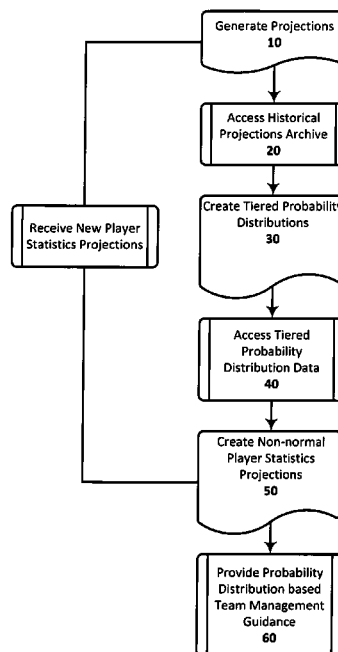 Generate Projections
10
Access Historical
Projections Archive
20
Create Tiered Probability
Distributions
30
Receive New Player
Statistics Projections
Access Tiered
Probability
Distribution Data
40
Create Non-normal
Player Statistics
Projections
50
Provide Probability
Distribution based
Team Management
Guidance
60